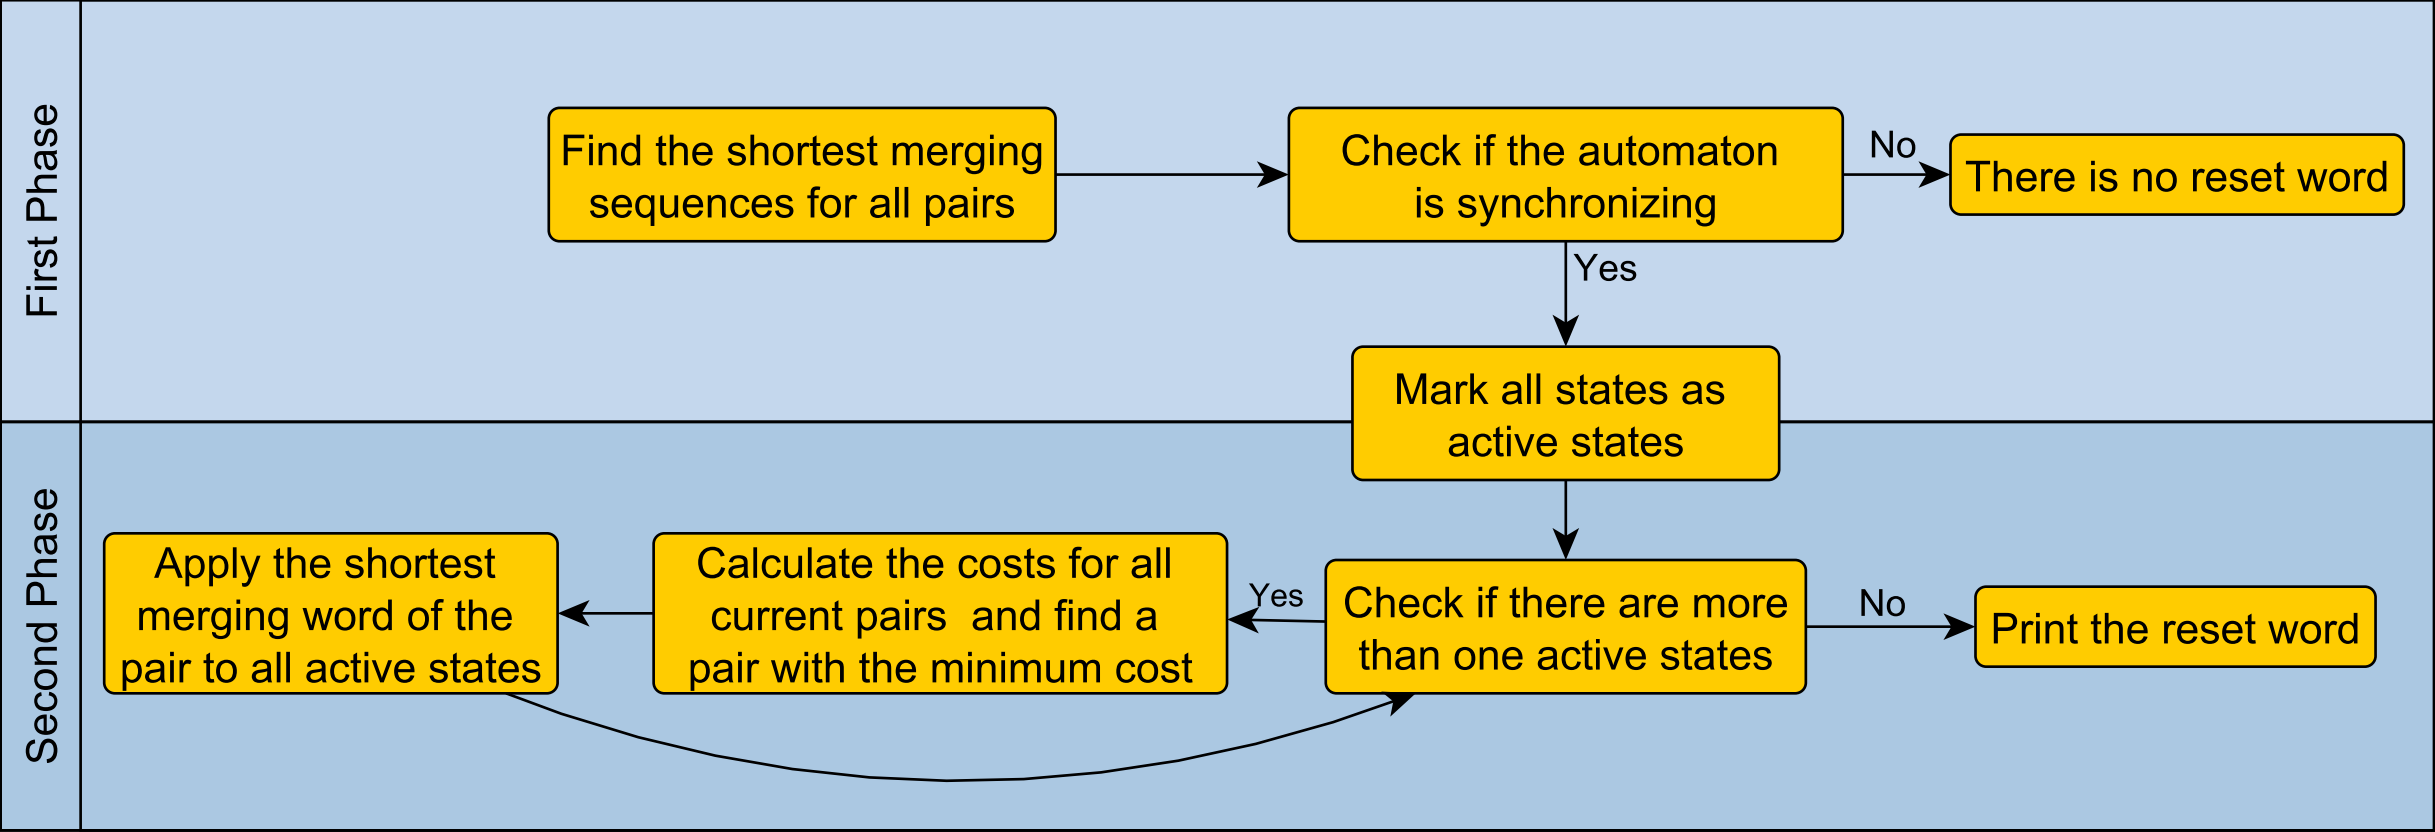 First Phase
Find the shortest merging
sequences for all pairs
Check if the automaton
is synchronizing
No
There is no reset word
Yes
Mark all states as
active states
Second Phase
Apply the shortest
merging word of the
pair to all active states
Calculate the costs for all
current pairs  and find a
pair with the minimum cost
Yes
Check if there are more
than one active states
No
Print the reset word